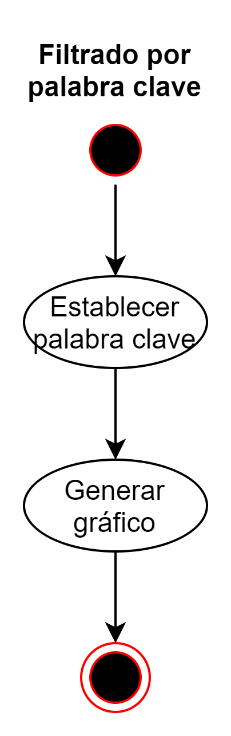 Filtrado por
palabra clave
Establecer
palabra clave
Generar
gráfico